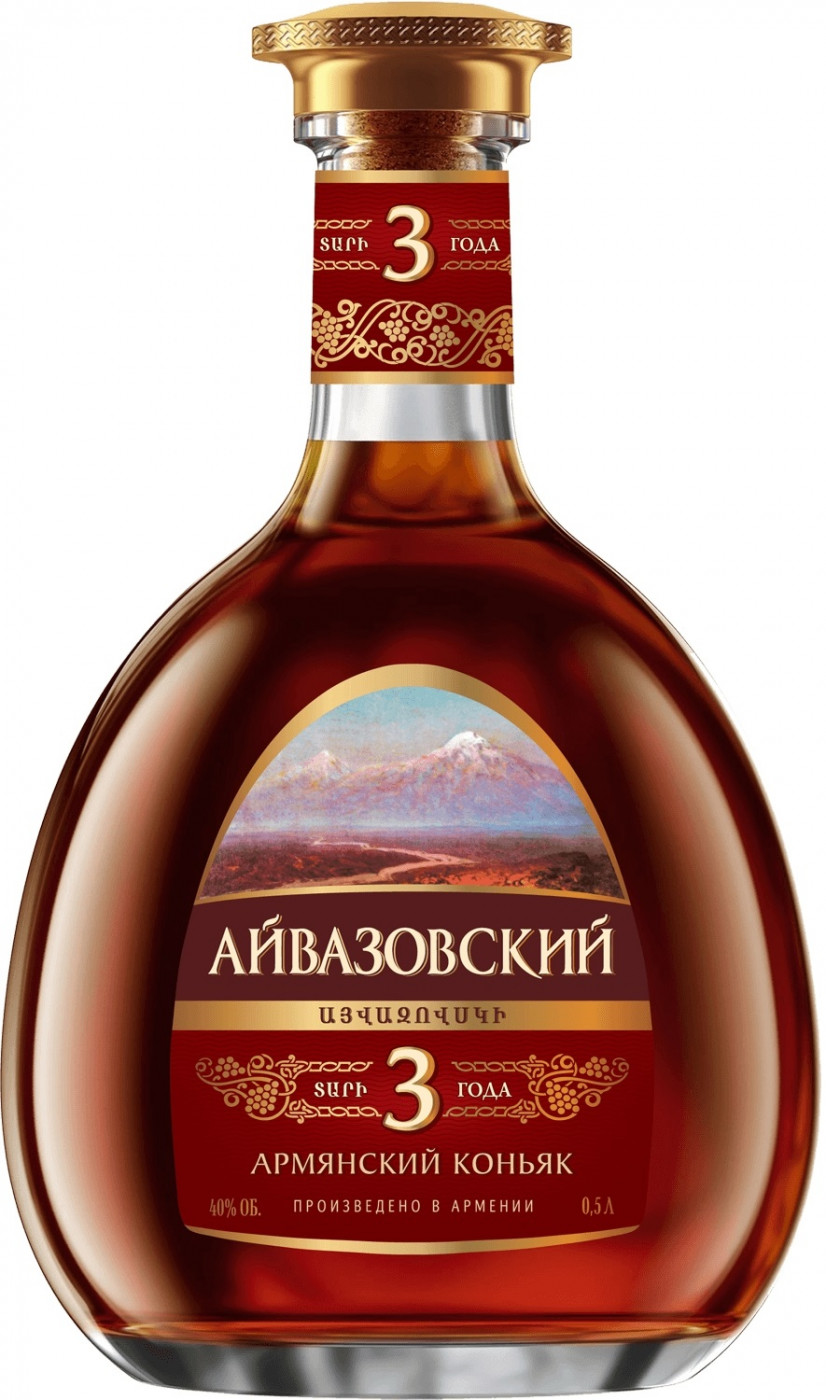 ՏԱՐԻ 3 ГОДА
АЙВАЗОВСКИЙ
ԱՅՎԱԶՈՎՍԿԻ
ՏԱՐԻ 3 ГОДА
АРМЯНСКИЙ КОНЬЯК
40% ОБ. ПРОИЗВЕДЕНО В АРМЕНИИ 0,5 Л